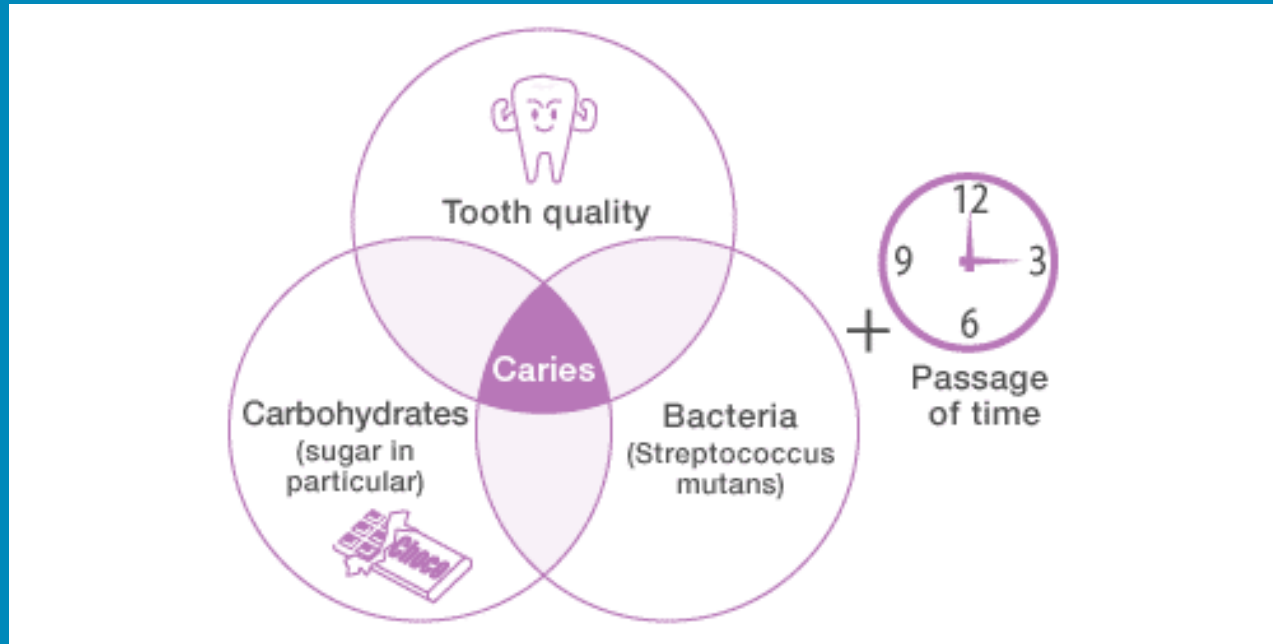 Tooth quality
12
9
3
6
+
Caries
Passage
of time
Carbohydrates
(sugar in
particular)
Bacteria
(Streptococcus
mutans)
Choco